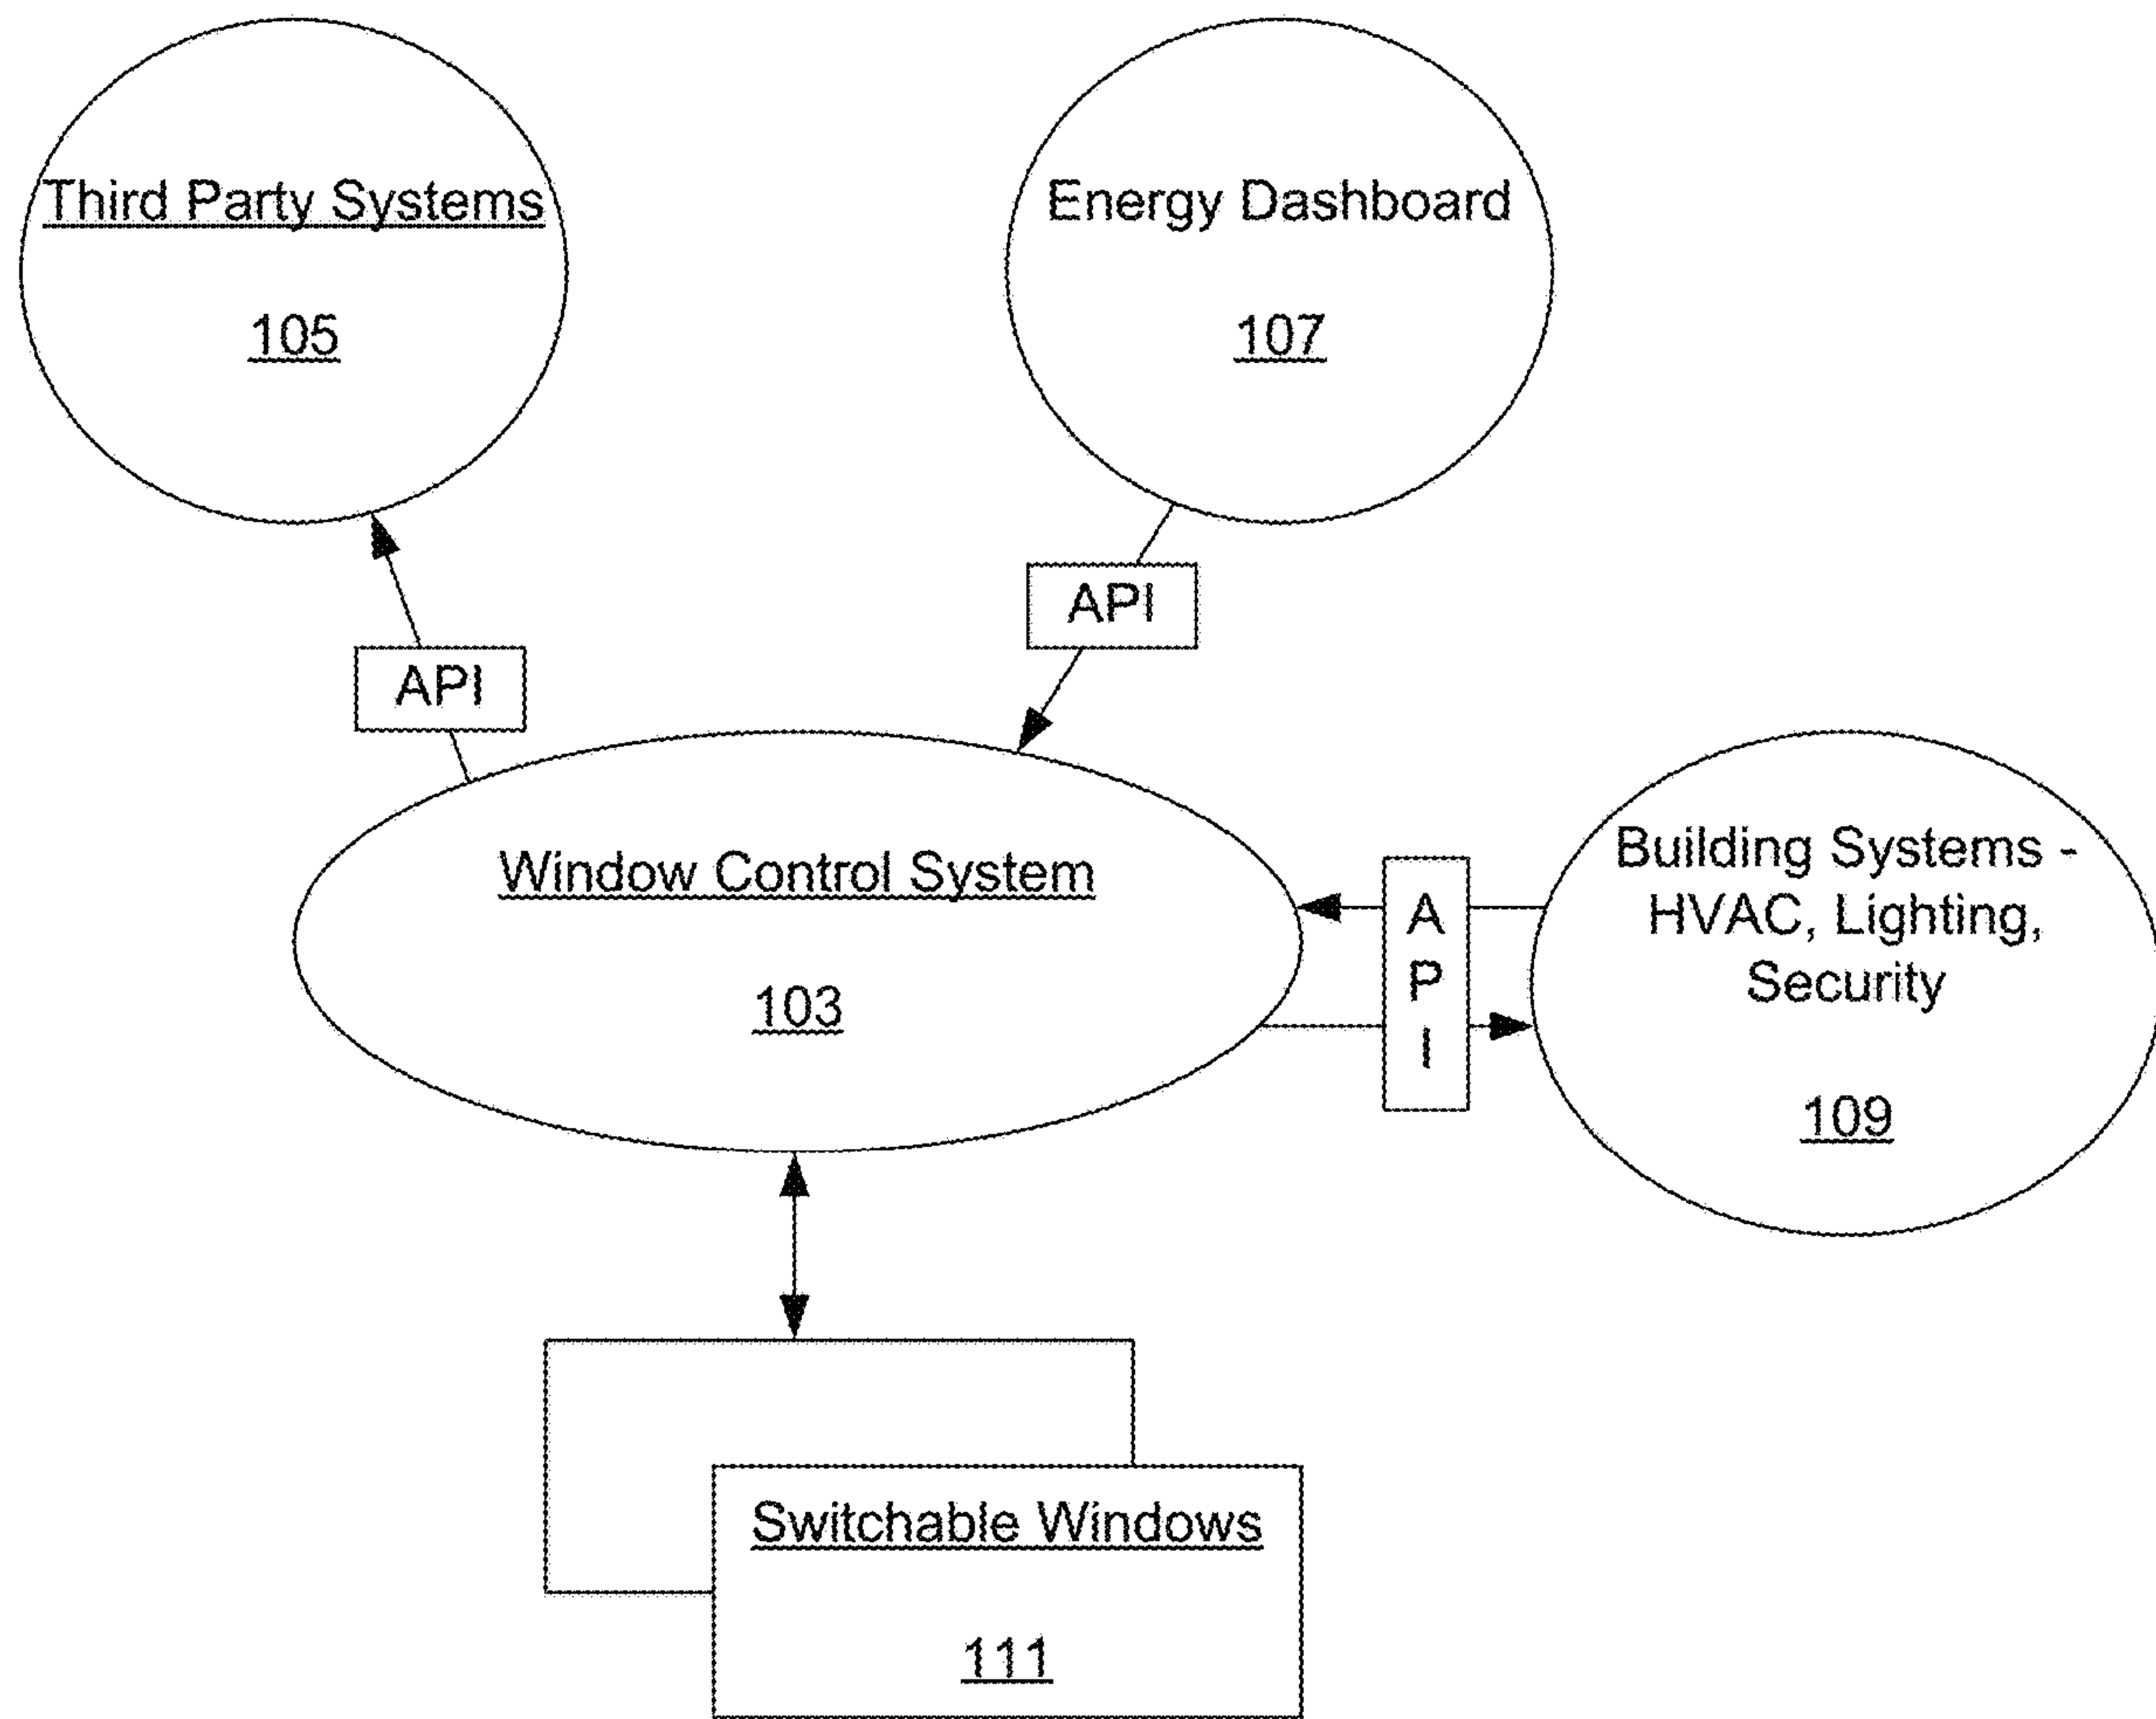 Third Party Systems
105
Energy Dashboard
107
API
API
Window Control System
103
A
P
I
Building Systems -
HVAC, Lighting,
Security
109
Switchable Windows
111